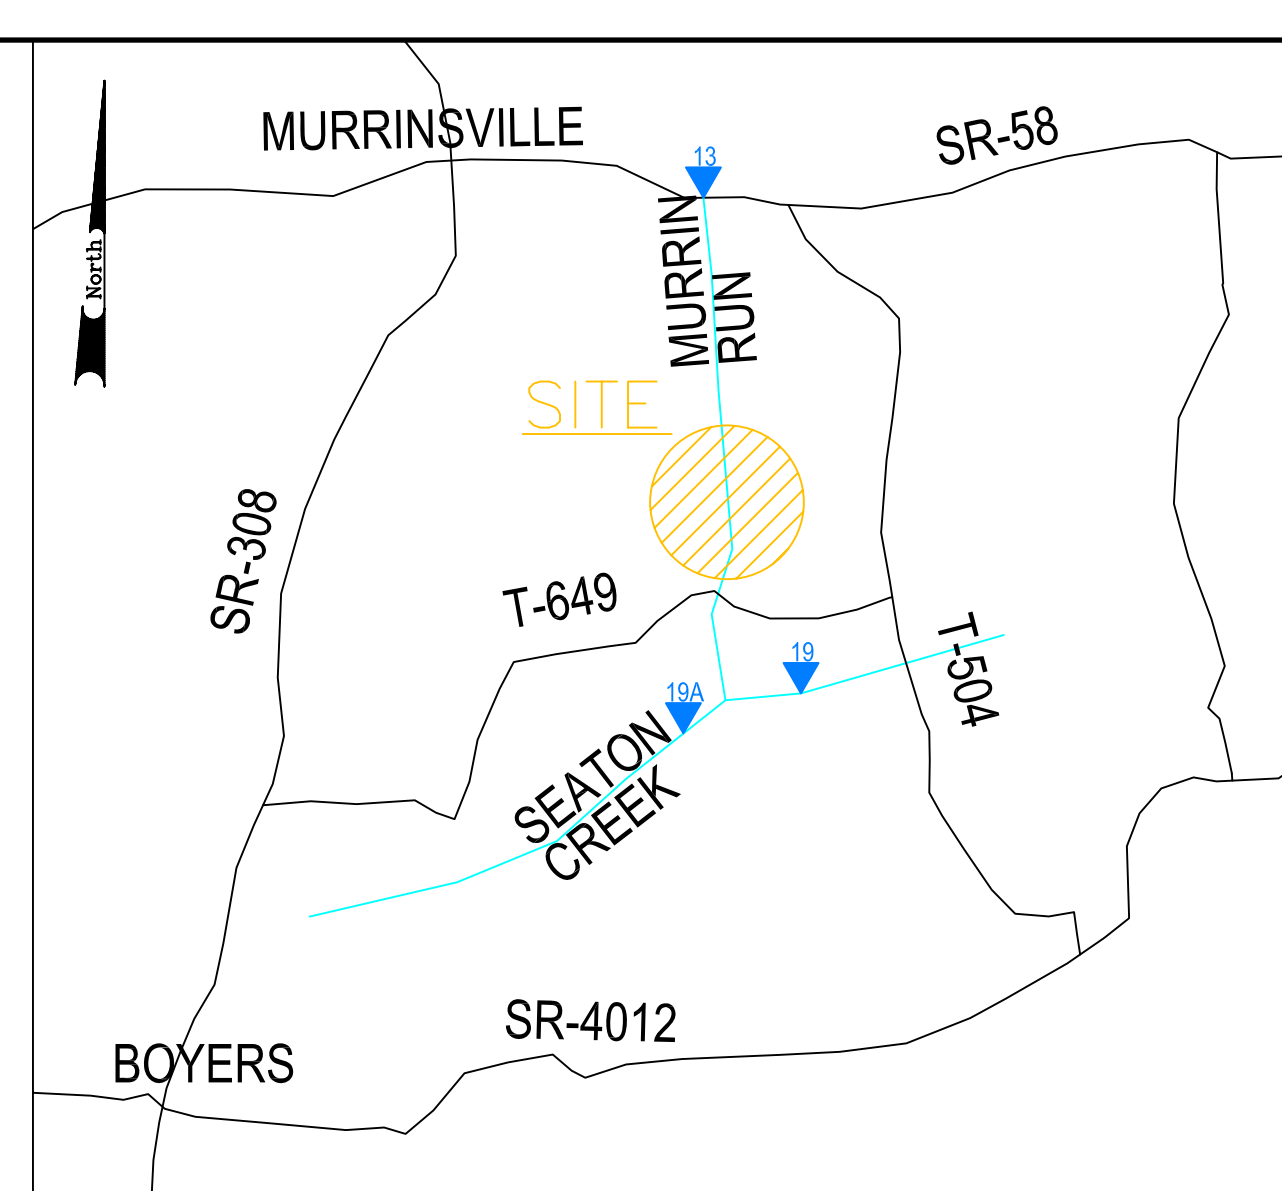 MURRINSVILLE
SR-58
13
North
MURRIN
RUN
SITE
SR-308
T-649
T-504
19
19A
SEATON
CREEK
SR-4012
BOYERS